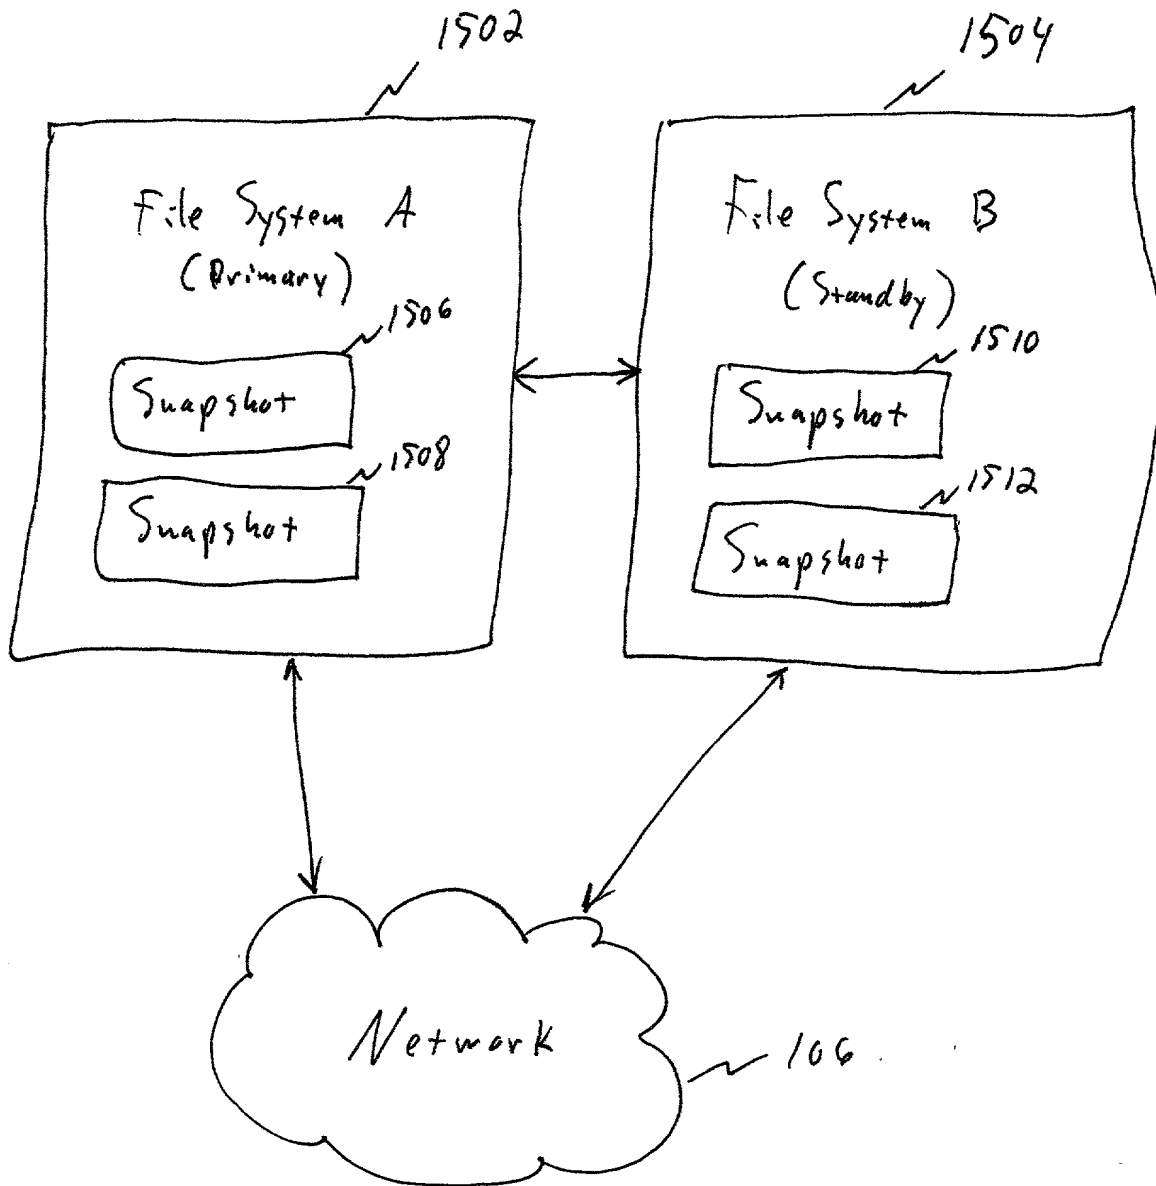 1502
1504
File System A
(Primary)
1506
Snapshot
1508
Snapshot
File System B
(Standby)
1510
Snapshot
1512
Snapshot
Network
106